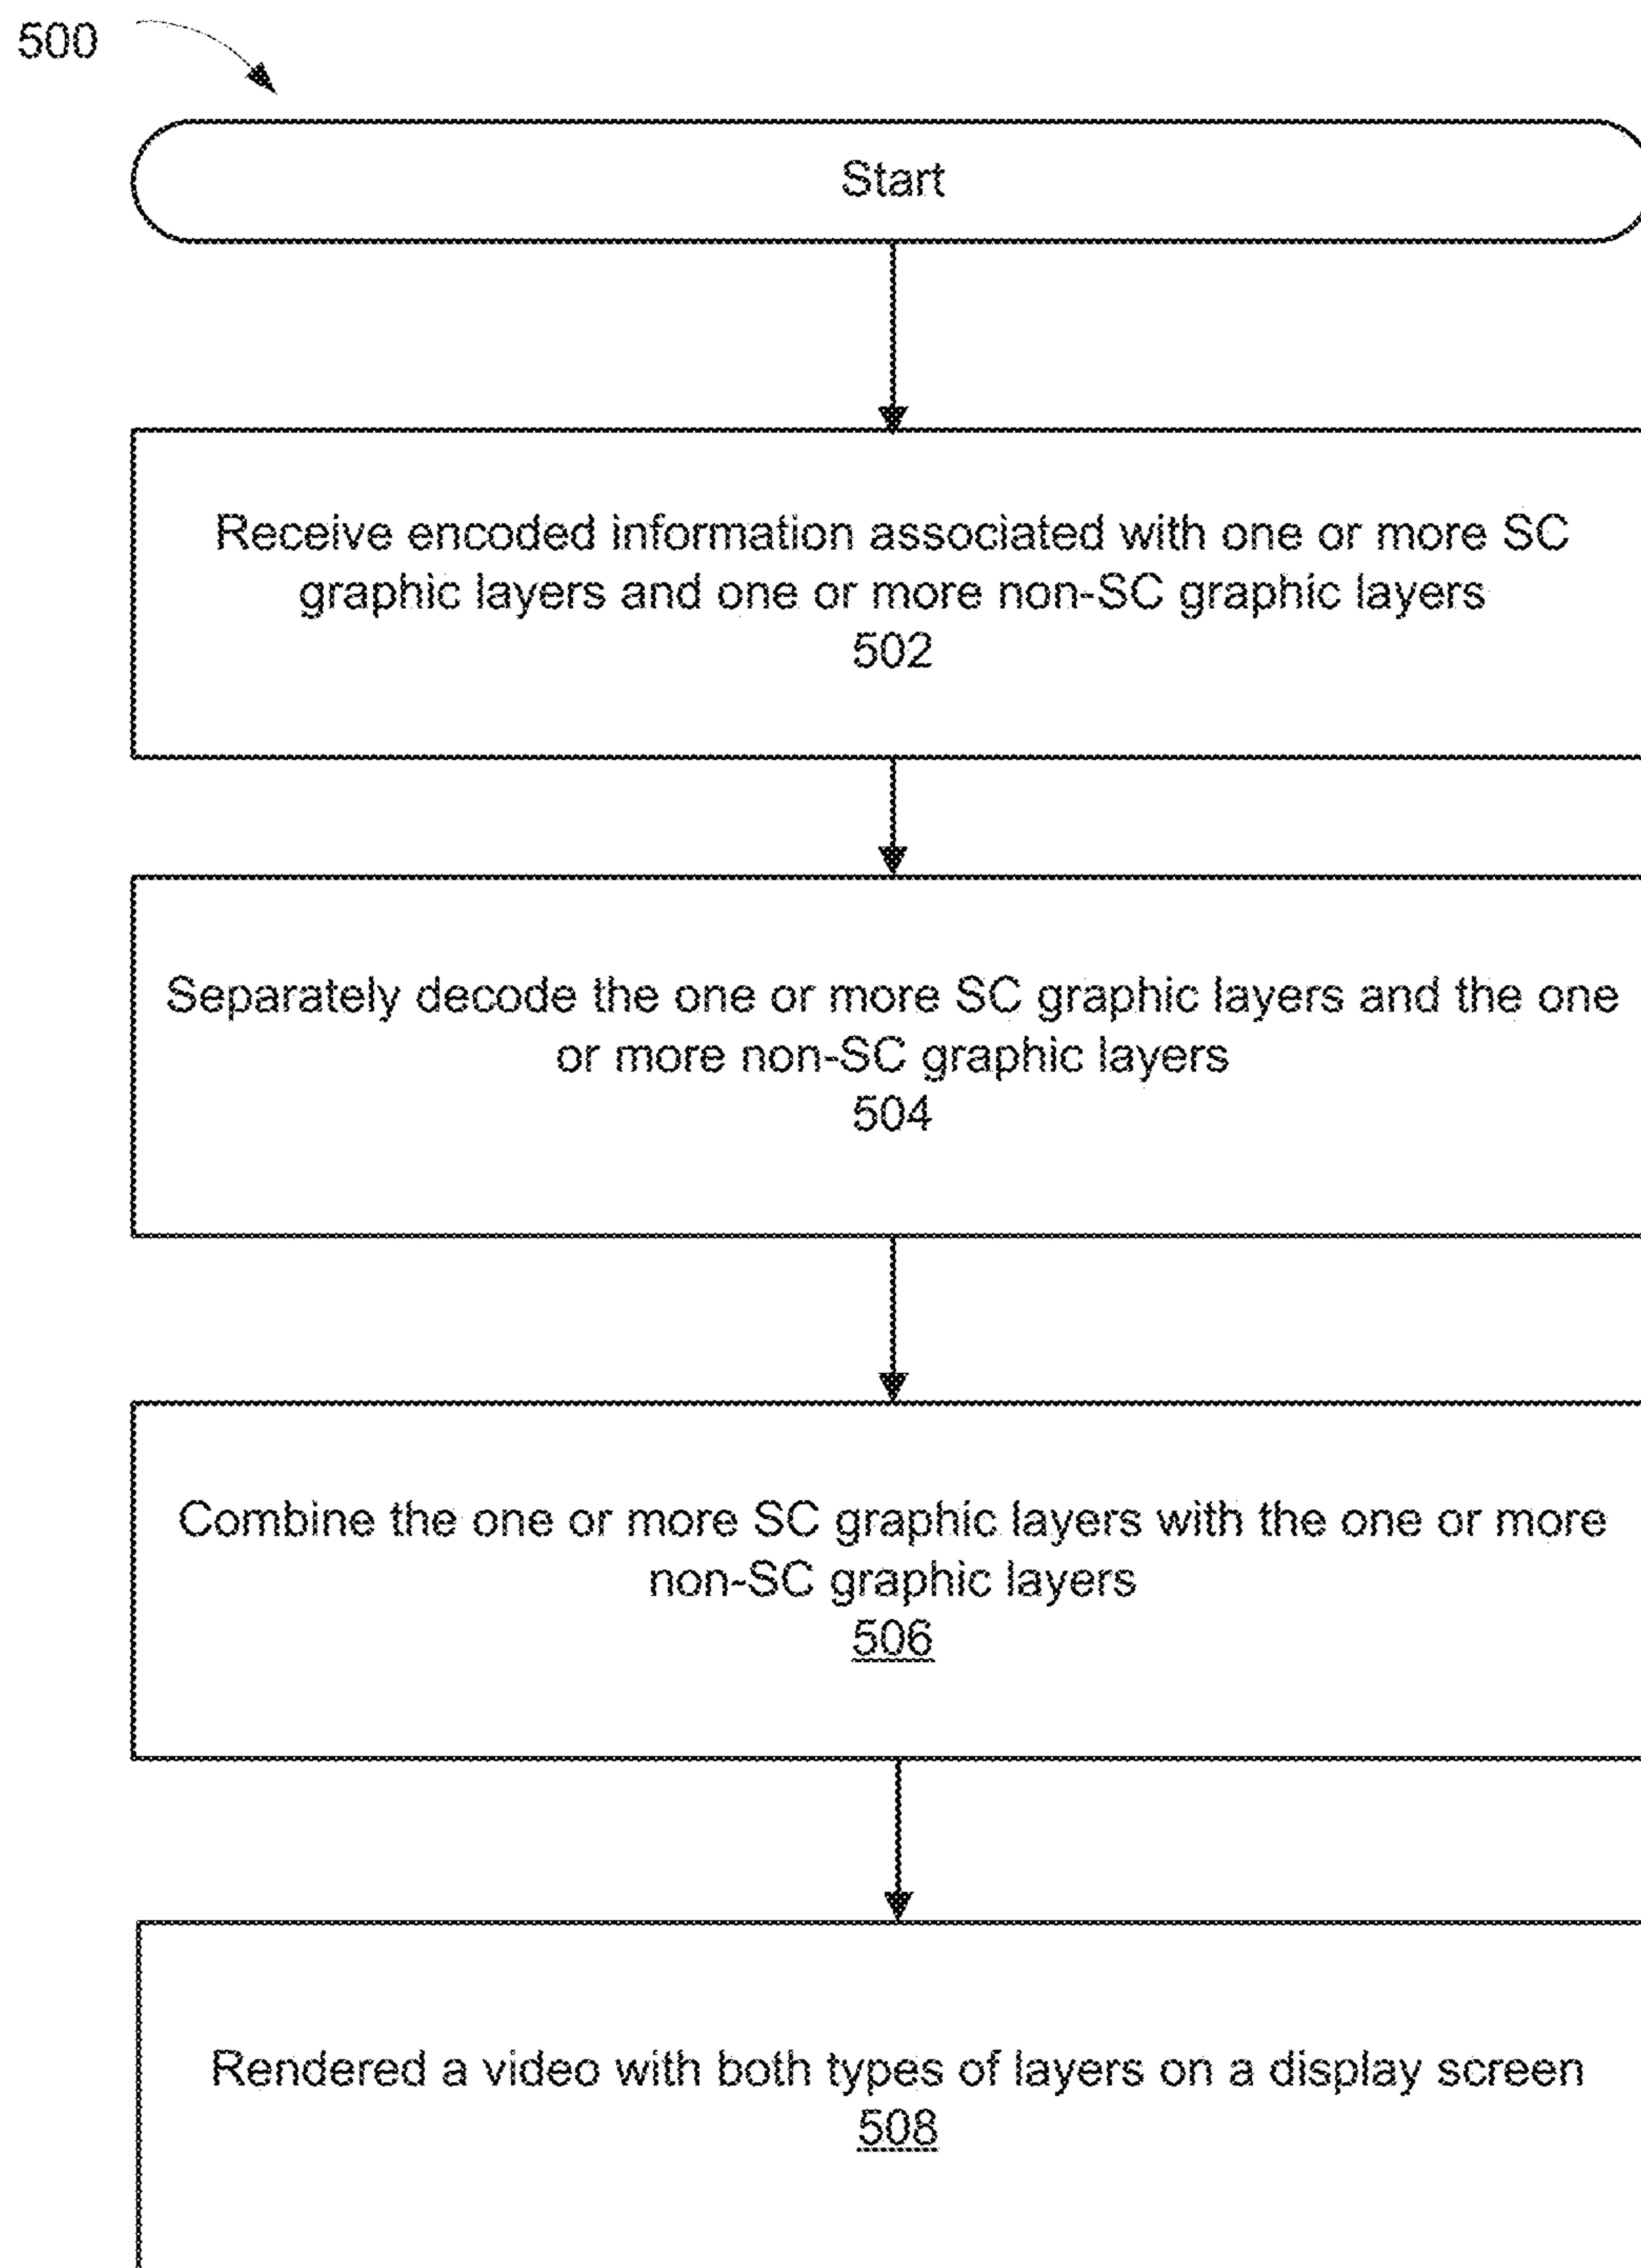 500
Start
Receive encoded information associated with one or more SC
graphic layers and one or more non-SC graphic layers
502
Separately decode the one or more SC graphic layers and the one
or more non-SC graphic layers
504
Combine the one or more SC graphic layers with the one or more
non-SC graphic layers
506
Rendered a video with both types of layers on a display screen
508